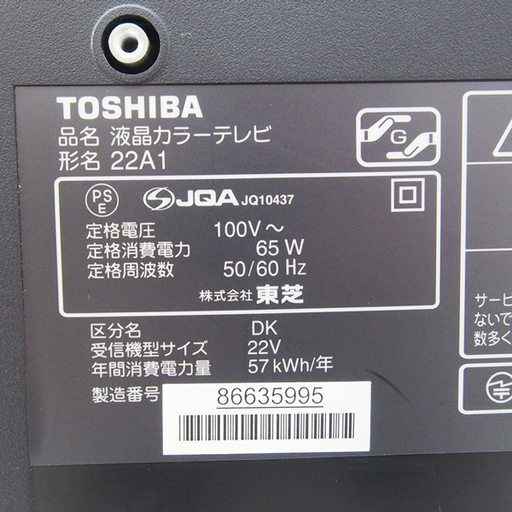 TOSHIBA
品名 液晶カラーテレビ
形名 22A1
G
PS
E
JQA JQ10437
定格電圧 100V～
定格消費電力 65 W
定格周波数 50/60 Hz
株式会社 東芝
区分名 DK
受信機型サイズ 22V
年間消費電力量 57 kWh/年
製造番号 86635995
サービ
ないで
数多く